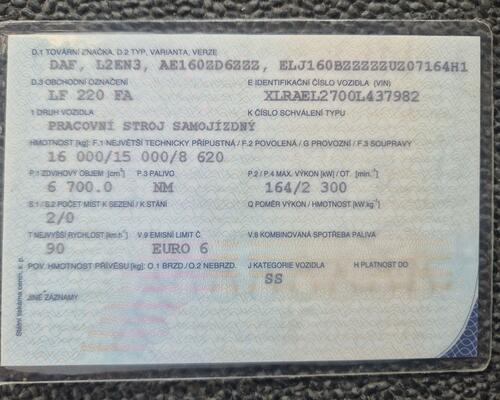 D.1 TOVÁRNÍ ZNAČKA, D.2 TYP, VARIANTA, VERZE
DAF, L2EN3, AE160ZD6ZZZ, ELJ160BZZZZZUZ07164H1
D.3 OBCHODNÍ OZNAČENÍ E IDENTIFIKAČNÍ ČÍSLO VOZIDLA (VIN)
LF 220 FA XLRAEL2700L437982
1 DRUH VOZIDLA K ČÍSLO SCHVÁLENÍ TYPU
PRACOVNÍ STROJ SAMOJÍZDNÝ
HMOTNOST [kg]: F.1 NEJVĚTŠÍ TECHNICKY PŘÍPUSTNÁ / F.2 POVOLENÁ / G PROVOZNÍ / F.3 SOUPRAVY
16 000/15 000/8 620
P.1 ZDVIHOVÝ OBJEM [cm³] P.3 PALIVO P.2 / P.4 MAX. VÝKON [kW] / OT. [min.⁻¹]
6 700.0 NM 164/2 300
S.1 / S.2 POČET MÍST K SEZENÍ / K STÁNÍ Q POMĚR VÝKON / HMOTNOST [kW.kg⁻¹]
2/0
T NEJVYŠŠÍ RYCHLOST [km.h⁻¹] V.9 EMISNÍ LIMIT Č. V.8 KOMBINOVANÁ SPOTŘEBA PALIVA
90 EURO 6
POV. HMOTNOST PŘÍVĚSU [kg]: O.1 BRZD./O.2 NEBRZD. J KATEGORIE VOZIDLA H PLATNOST DO
SS
JINÉ ZÁZNAMY
Státní tiskárna cenin, s. p.